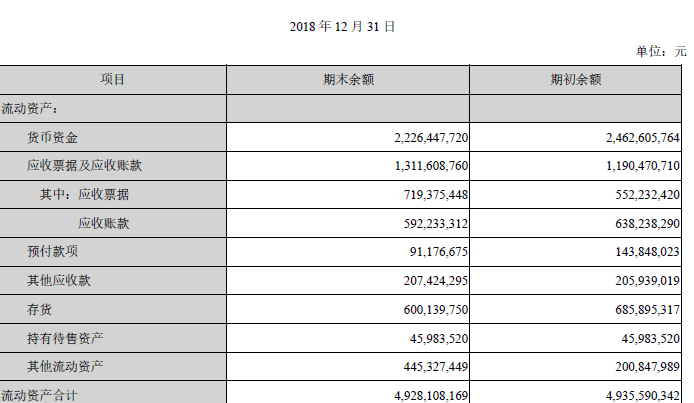 2018 年 12 月 31 日
单位：元
项目 期末余额 期初余额
流动资产：
货币资金 2,226,447,720 2,462,605,764
应收票据及应收账款 1,311,608,760 1,190,470,710
其中：应收票据 719,375,448 552,232,420
应收账款 592,233,312 638,238,290
预付款项 91,176,675 143,848,023
其他应收款 207,424,295 205,939,019
存货 600,139,750 685,895,317
持有待售资产 45,983,520 45,983,520
其他流动资产 445,327,449 200,847,989
流动资产合计 4,928,108,169 4,935,590,342